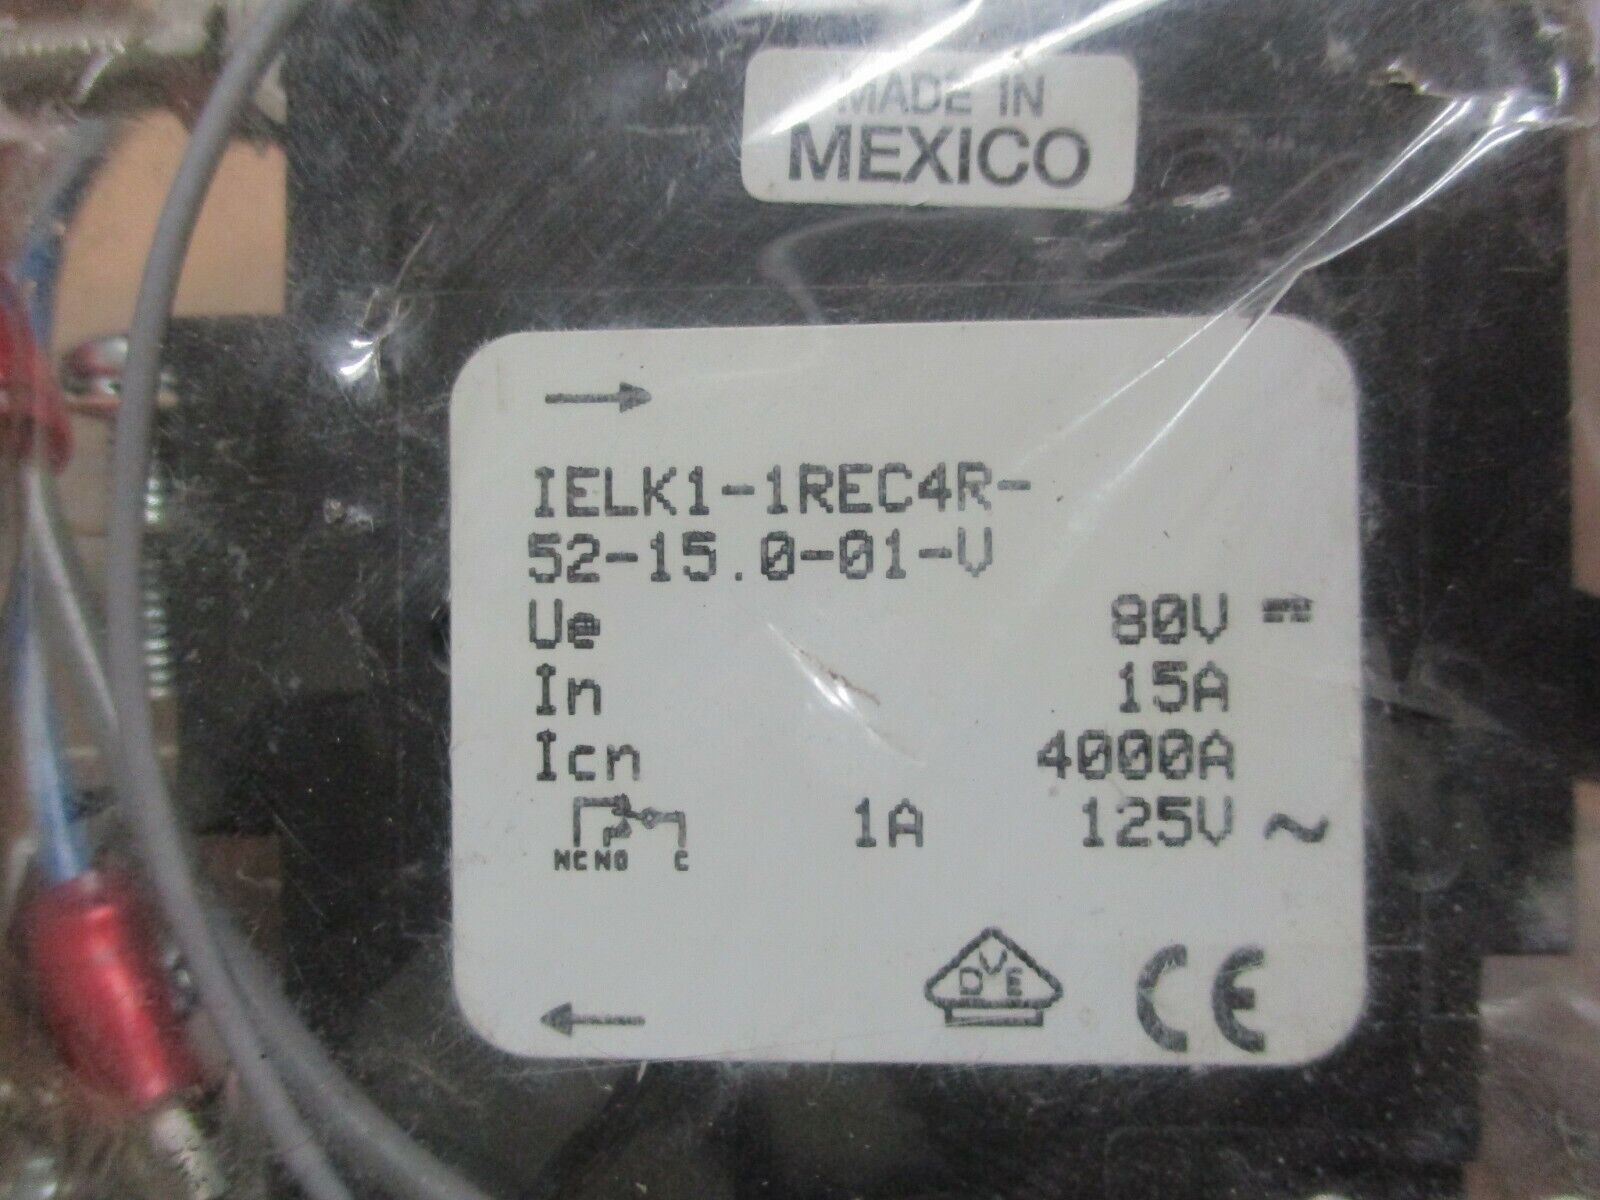 MADE IN
MEXICO
IELK1-1REC4R-
52-15.0-01-V
Ue 80V ⎓
In 15A
Icn 4000A
1A 125V ~
NC NO C
DVE
CE